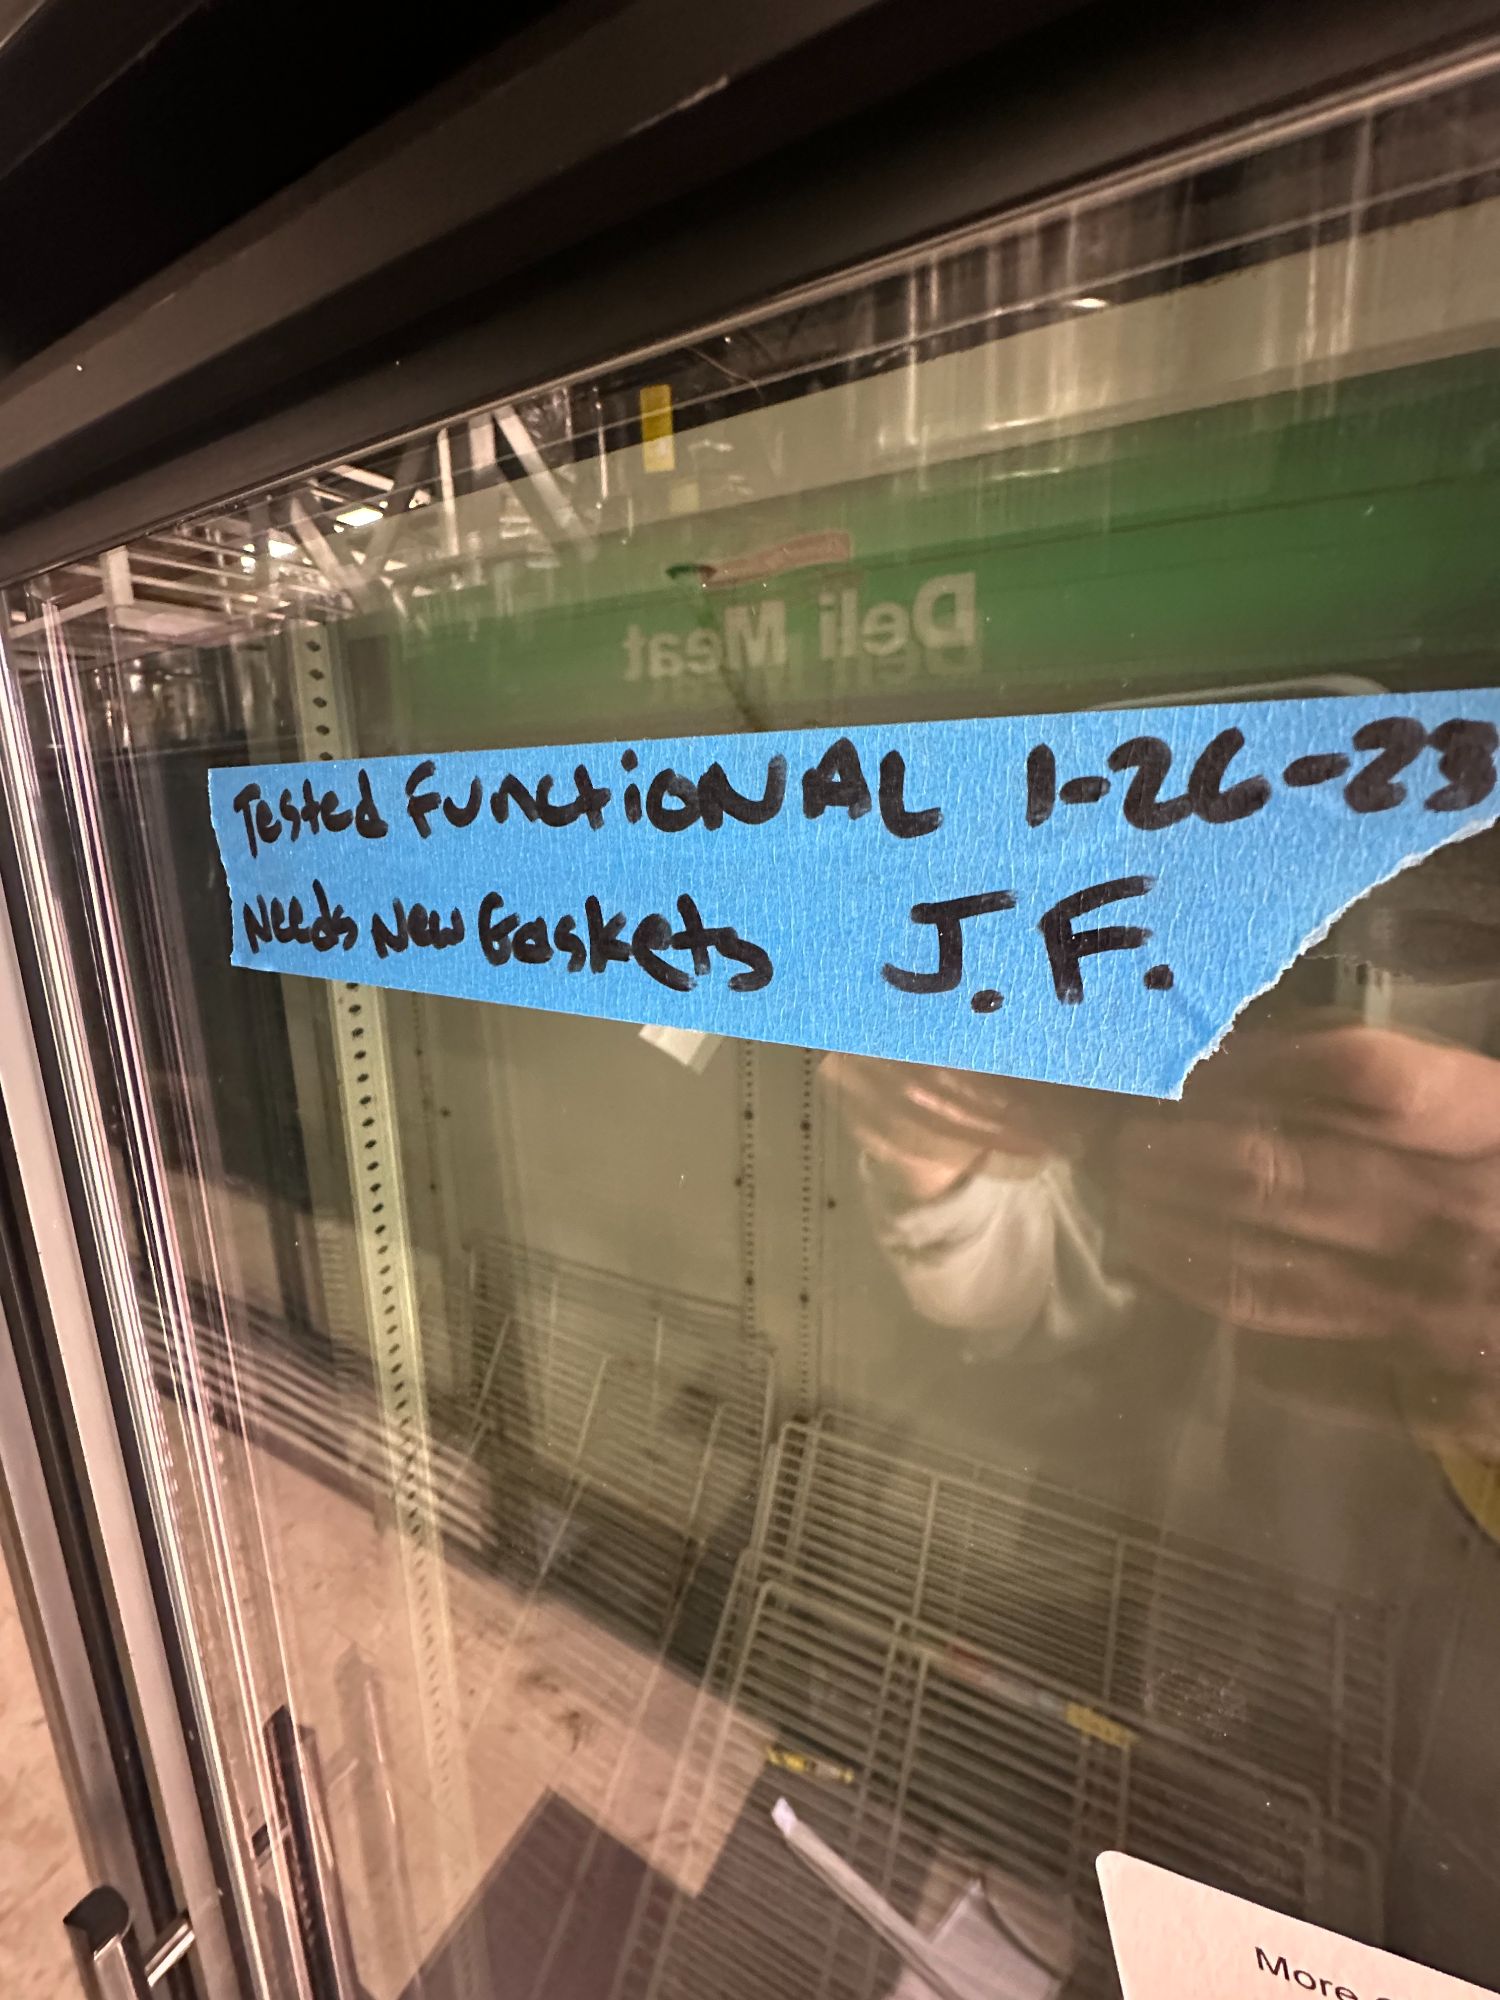 Deli Meat
Tested Functional 1-26-23
Needs New Gaskets J.F.
More